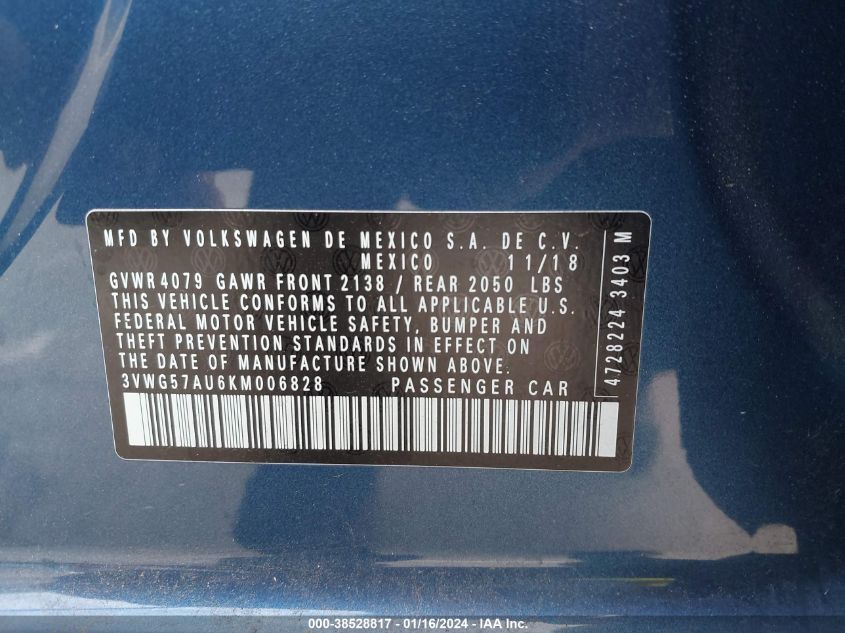 MFD BY VOLKSWAGEN DE MEXICO S.A. DE C.V.
MEXICO 11/18
GVWR 4079 GAWR FRONT 2138 / REAR 2050 LBS
THIS VEHICLE CONFORMS TO ALL APPLICABLE U.S.
FEDERAL MOTOR VEHICLE SAFETY, BUMPER AND
THEFT PREVENTION STANDARDS IN EFFECT ON
THE DATE OF MANUFACTURE SHOWN ABOVE.
3VWG57AU6KM006828 PASSENGER CAR
4728224 3403 M
000-38528817 - 01/16/2024 - IAA Inc.